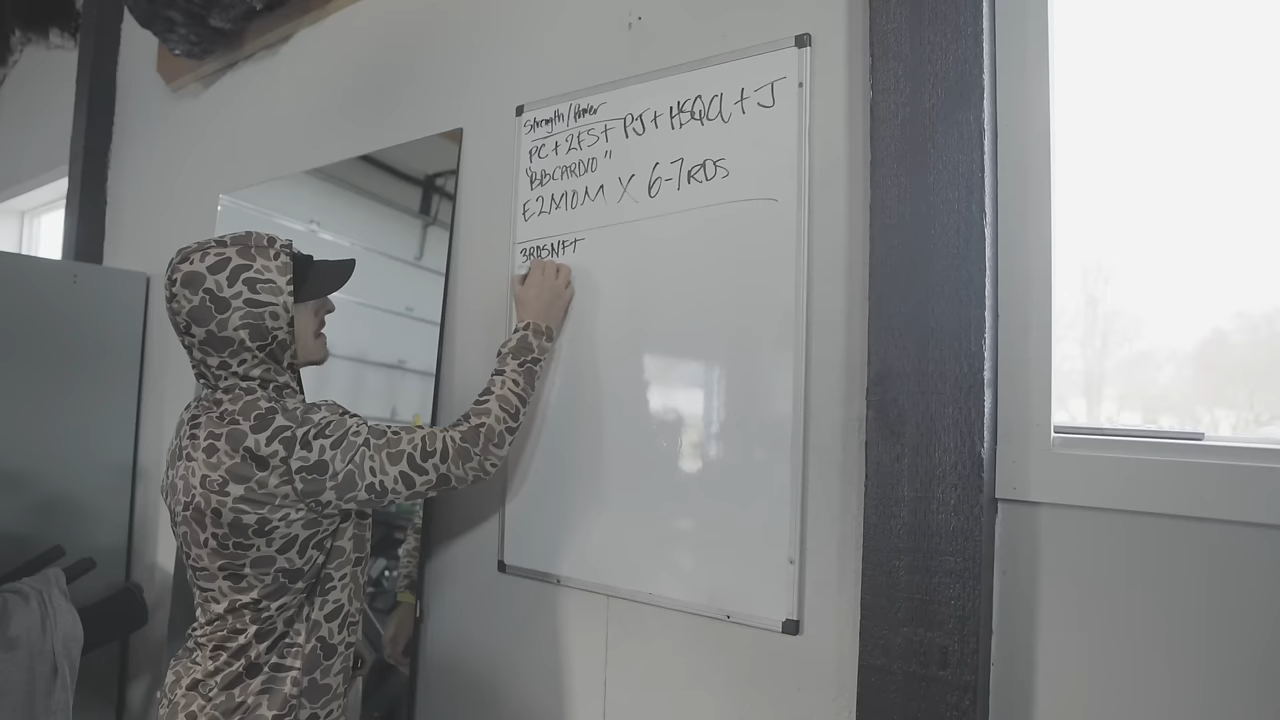 Strength/Power
PC + 2FS + PJ + HSQCL + J
"BBCARDIO"
E2MOM X 6-7RDS
3RDSNFT